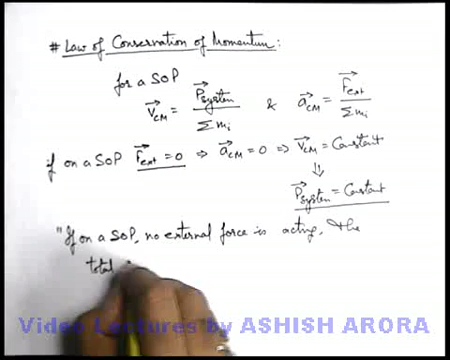 # Law of Conservation of Momentum:
for a SOP
v⃗CM = P⃗system / Σmi & a⃗CM = F⃗ext / Σmi
if on a SOP F⃗ext = 0 ⇒ a⃗CM = 0 ⇒ v⃗CM = Constant
⇓
P⃗system = Constant
"If on a SOP, no external force is acting, the
total
Video Lectures by ASHISH ARORA